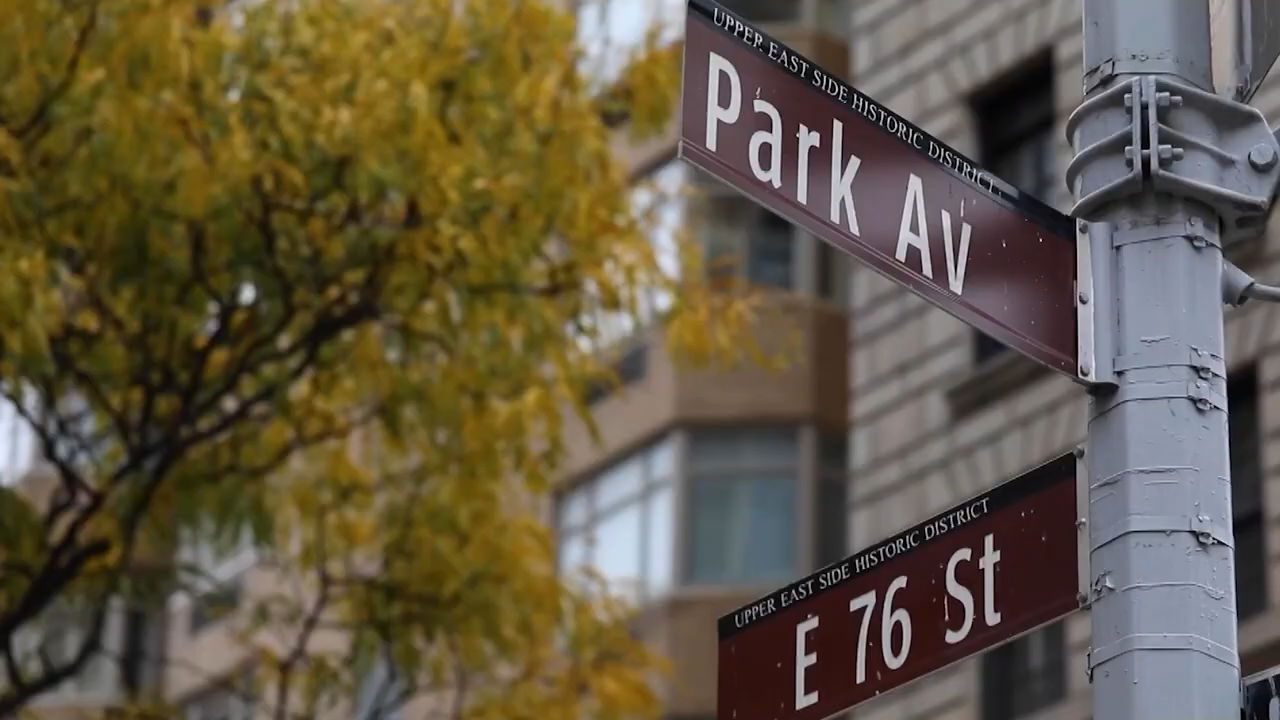 UPPER EAST SIDE HISTORIC DISTRICT
Park Av
UPPER EAST SIDE HISTORIC DISTRICT
E 76 St